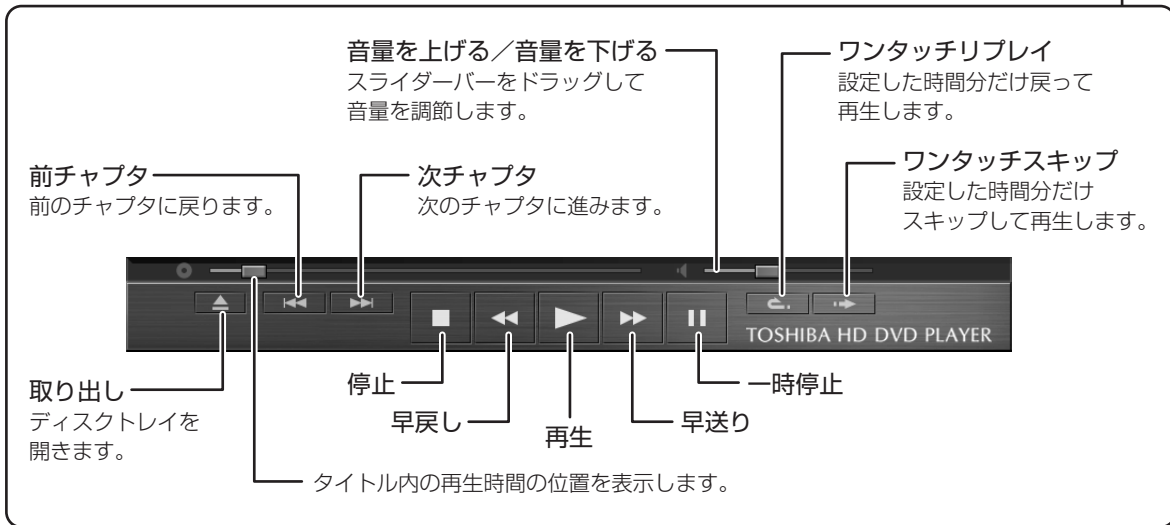 音量を上げる／音量を下げる
スライダーバーをドラッグして
音量を調節します。
ワンタッチリプレイ
設定した時間分だけ戻って
再生します。
前チャプタ
前のチャプタに戻ります。
次チャプタ
次のチャプタに進みます。
ワンタッチスキップ
設定した時間分だけ
スキップして再生します。
TOSHIBA HD DVD PLAYER
取り出し
ディスクトレイを
開きます。
停止
早戻し
再生
早送り
一時停止
タイトル内の再生時間の位置を表示します。